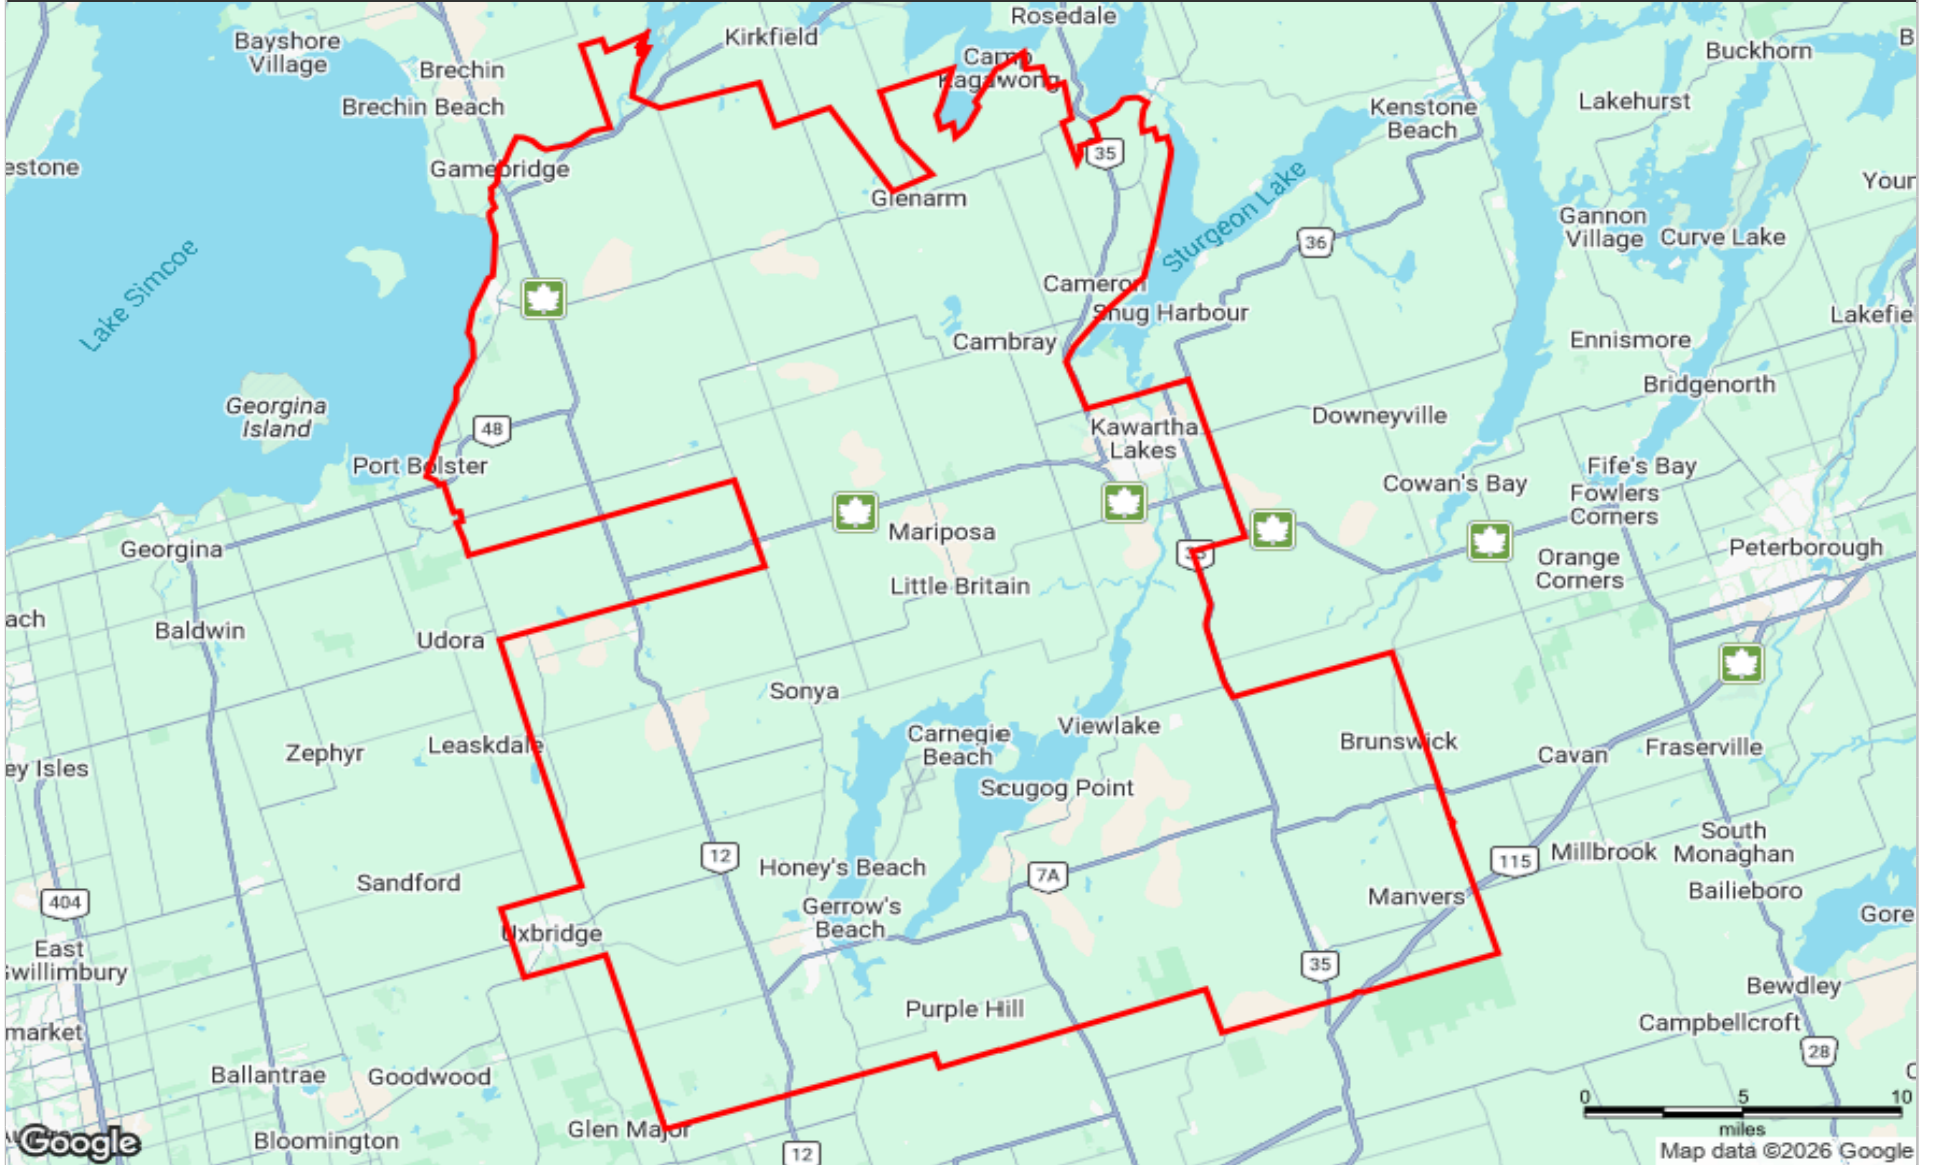 Rosedale
Kirkfield
Bayshore
Village
Buckhorn
B
Camp
Kagawong
Brechin
Brechin Beach
Lakehurst
Kenstone
Beach
35
Gamebridge
estone
Glenarm
Your
Gannon
Village
Curve Lake
Sturgeon Lake
36
Lake Simcoe
Cameron
Snug Harbour
Lakefie
Cambray
Ennismore
Bridgenorth
Georgina
Island
Downeyville
48
Kawartha
Lakes
Port Bolster
Fife's Bay
Cowan's Bay
Fowlers
Corners
Mariposa
Georgina
35
Peterborough
Orange
Corners
Little Britain
ach
Baldwin
Udora
Sonya
Viewlake
Carnegie
Beach
Brunswick
Zephyr
Leaskdale
Cavan
Fraserville
ey Isles
Scugog Point
South
Monaghan
12
115
Millbrook
Honey's Beach
7A
Sandford
Manvers
Bailieboro
404
Gerrow's
Beach
Gore
Uxbridge
East
Gwillimbury
35
Bewdley
Purple Hill
market
Campbellcroft
28
Ballantrae
Goodwood
Glen Major
Bloomington
12
0 5 10
miles
Google
Map data ©2026 Google